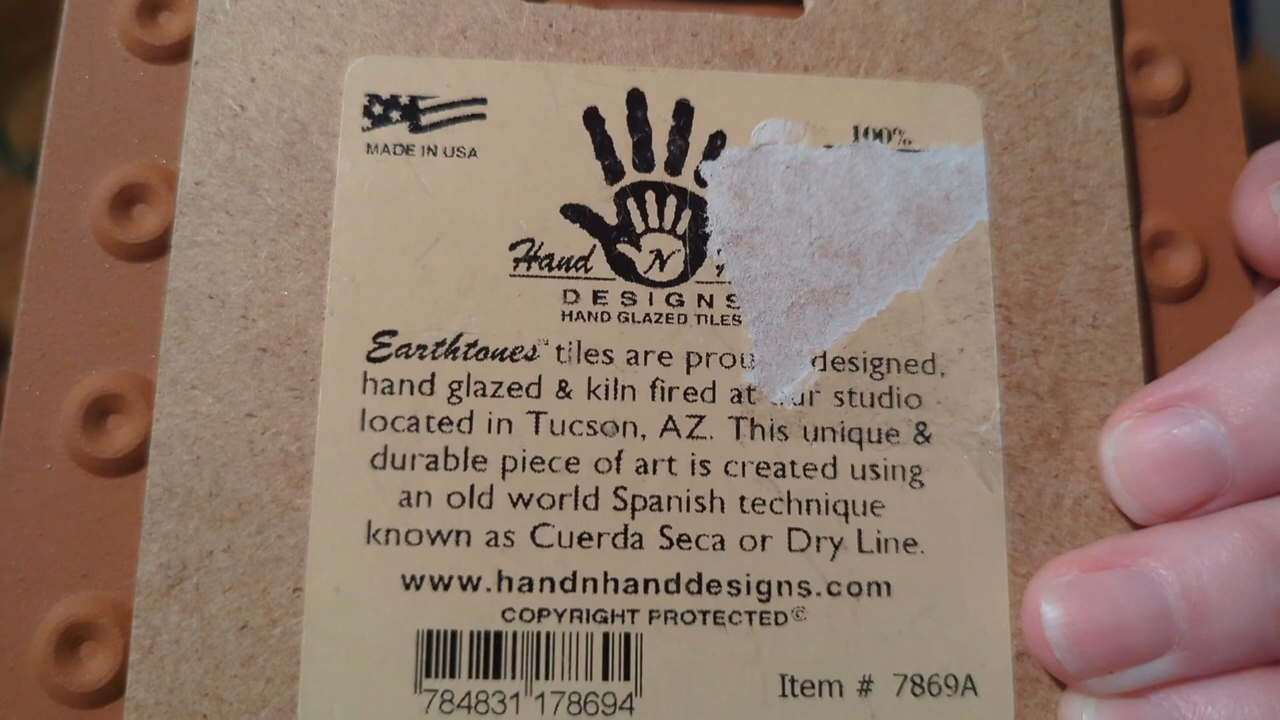 MADE IN USA
100%
Hand N
DESIGNS
HAND GLAZED TILES
Earthtones™ tiles are designed,
hand glazed & kiln fired at studio
located in Tucson, AZ. This unique &
durable piece of art is created using
an old world Spanish technique
known as Cuerda Seca or Dry Line.
www.handnhanddesigns.com
COPYRIGHT PROTECTED©
784831 178694
Item # 7869A